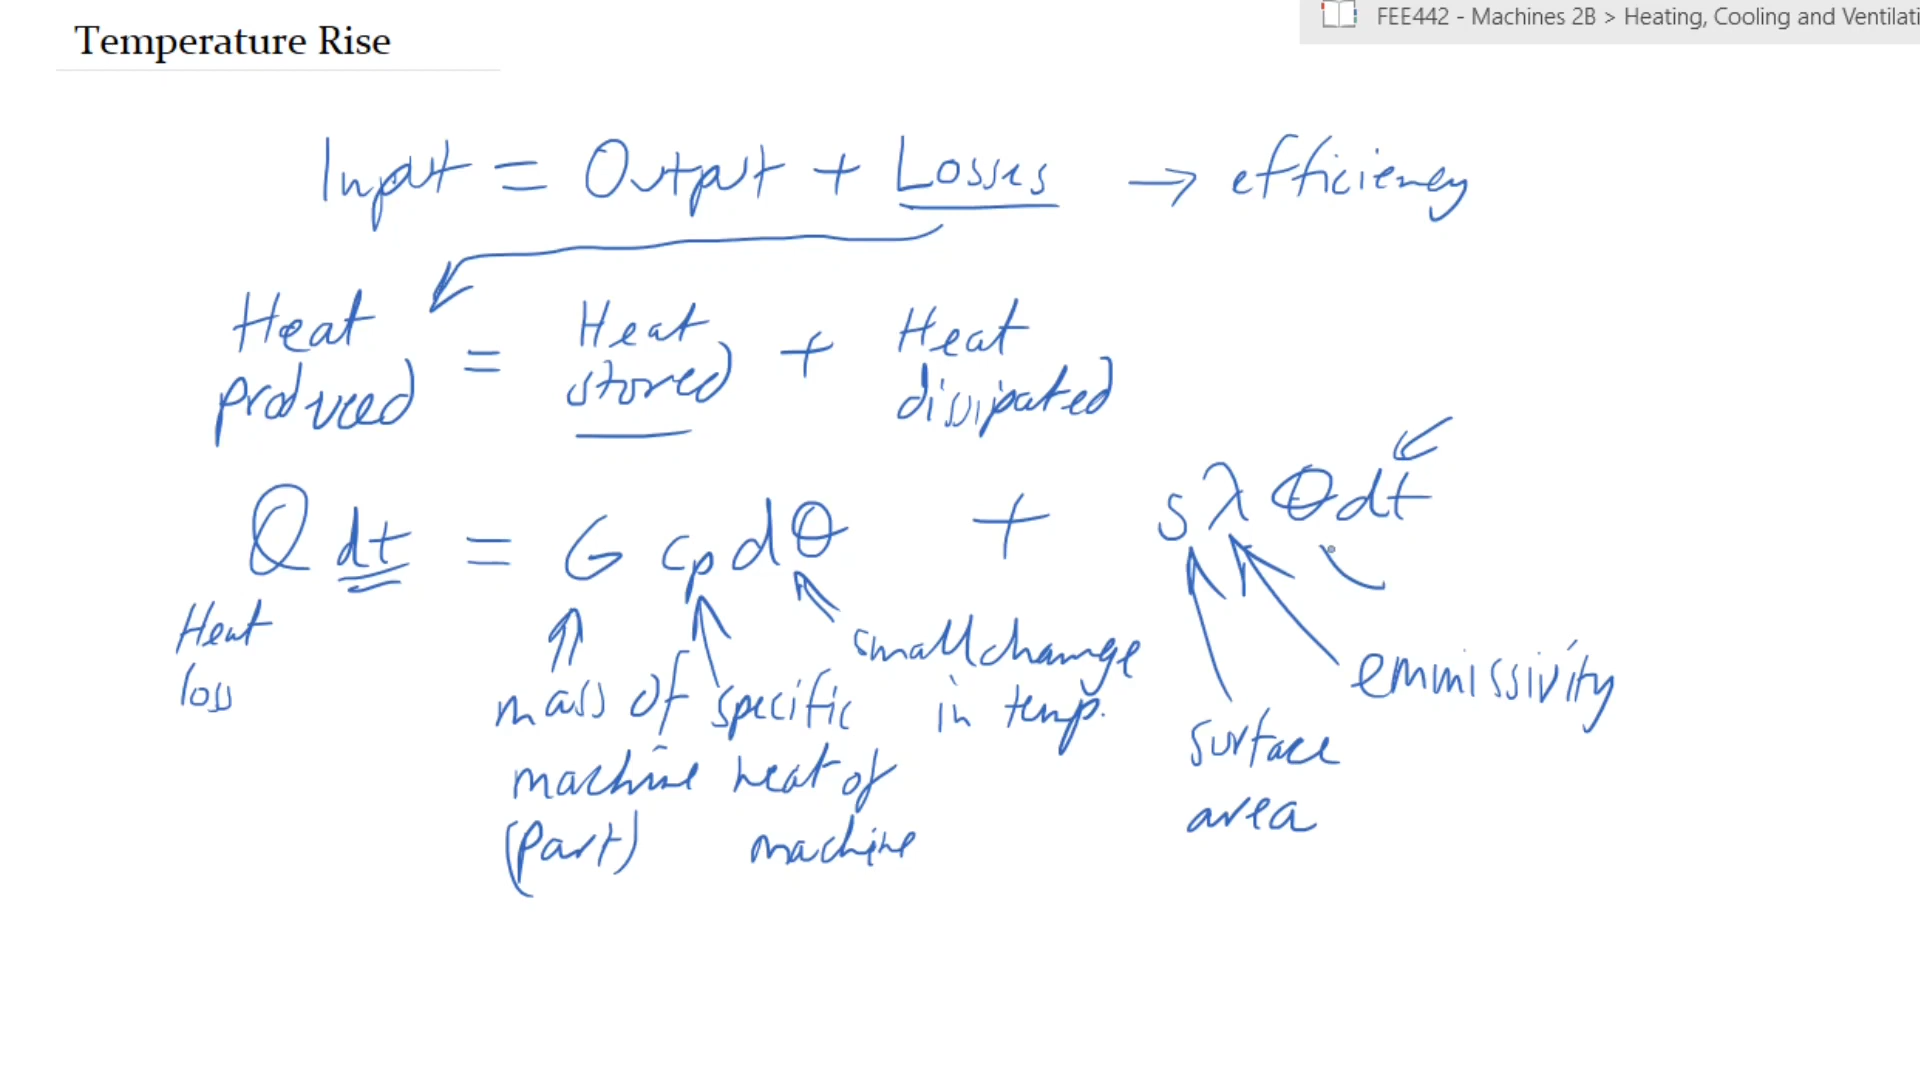 Temperature Rise
FEE442 - Machines 2B > Heating, Cooling and Ventilati
Input = Output + Losses → efficiency
Heat produced = Heat stored + Heat dissipated
Q dt = G cp dθ + s λ θ dt
Heat
loss
mass of
machine
(part)
specific
heat of
machine
small change
in temp.
surface
area
emmissivity